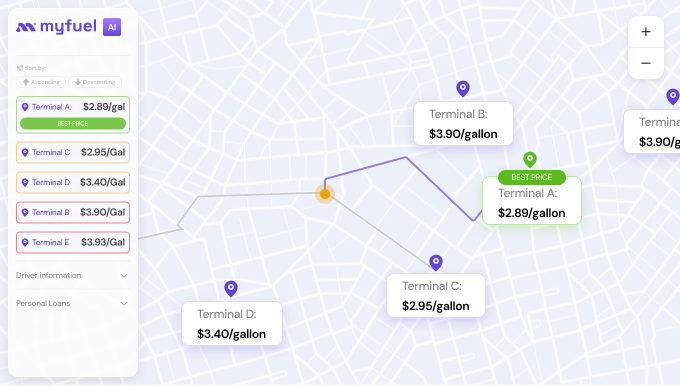 myfuel AI
Sort by:
Ascending Descending
Terminal A: $2.89/gal
BEST PRICE
Terminal C $2.95/Gal
Terminal D $3.40/Gal
Terminal B $3.90/Gal
Terminal E $3.93/Gal
Driver information
Personal Loans
+
−
Terminal B:
$3.90/gallon
BEST PRICE
Terminal A:
$2.89/gallon
Terminal C:
$2.95/gallon
Terminal D:
$3.40/gallon
Termina
$3.90/g